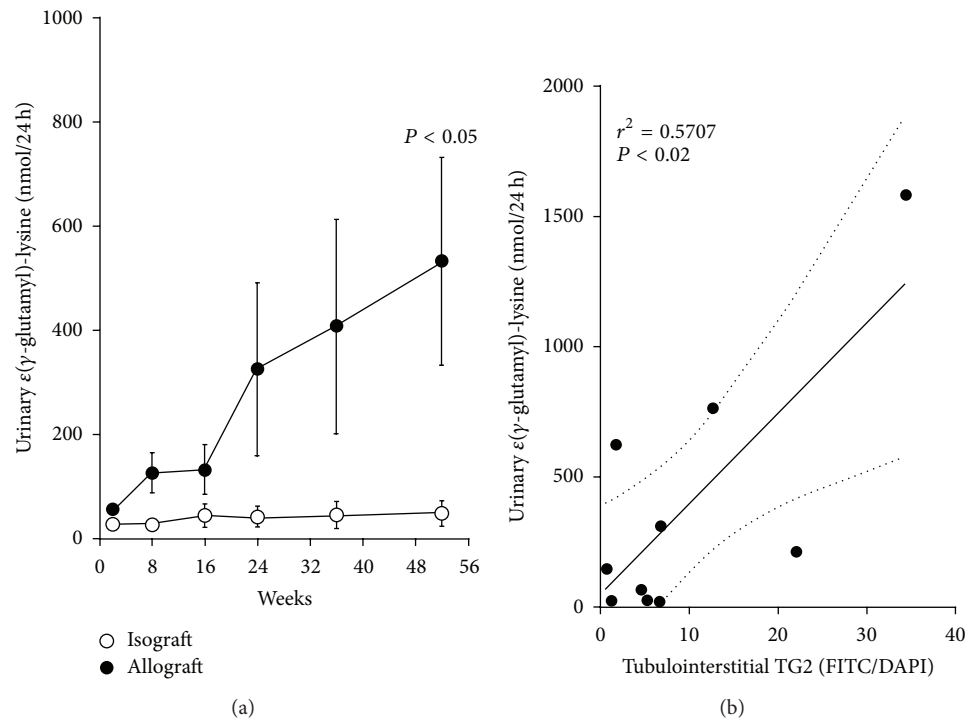 1000
800
600
400
200
0
Urinary ε(γ-glutamyl)-lysine (nmol/24 h)
P < 0.05
0 8 16 24 32 40 48 56
Weeks
Isograft
Allograft
(a)
2000
1500
1000
500
0
Urinary ε(γ-glutamyl)-lysine (nmol/24 h)
r² = 0.5707
P < 0.02
0 10 20 30 40
Tubulointerstitial TG2 (FITC/DAPI)
(b)